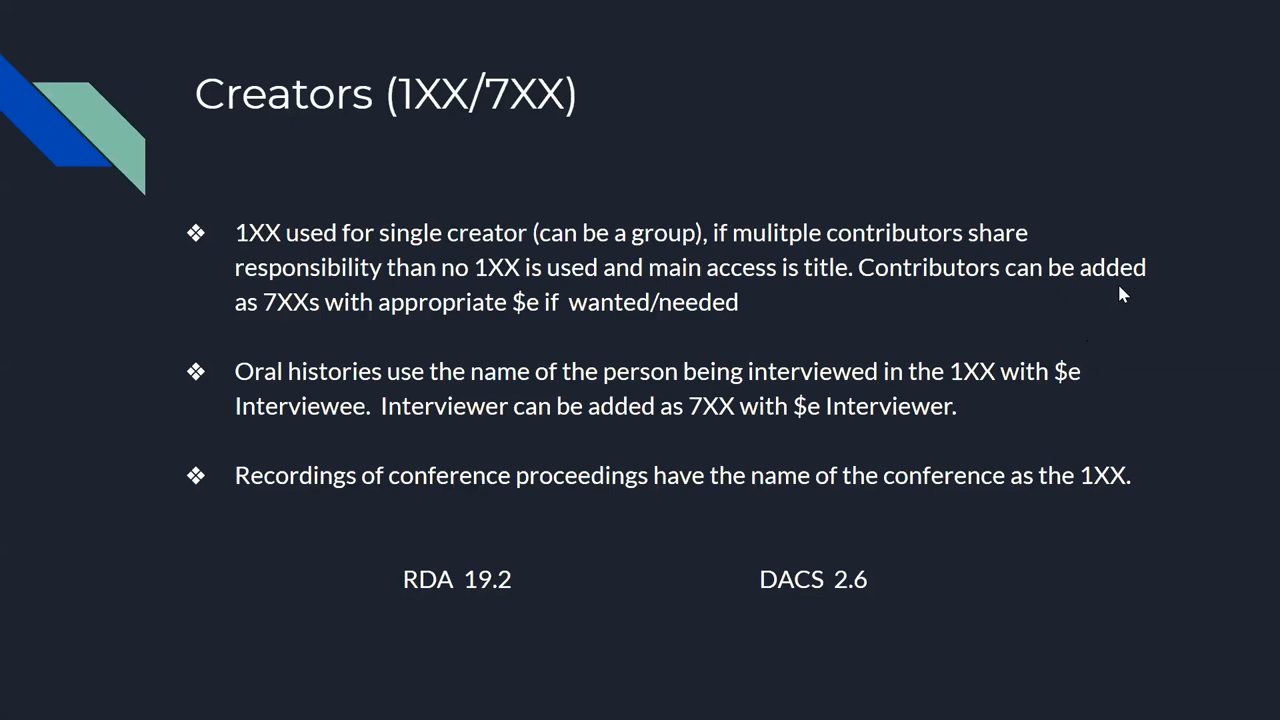 Creators (1XX/7XX)
❖ 1XX used for single creator (can be a group), if mulitple contributors share
responsibility than no 1XX is used and main access is title. Contributors can be added
as 7XXs with appropriate $e if  wanted/needed
❖ Oral histories use the name of the person being interviewed in the 1XX with $e
Interviewee.  Interviewer can be added as 7XX with $e Interviewer.
❖ Recordings of conference proceedings have the name of the conference as the 1XX.
RDA  19.2
DACS  2.6